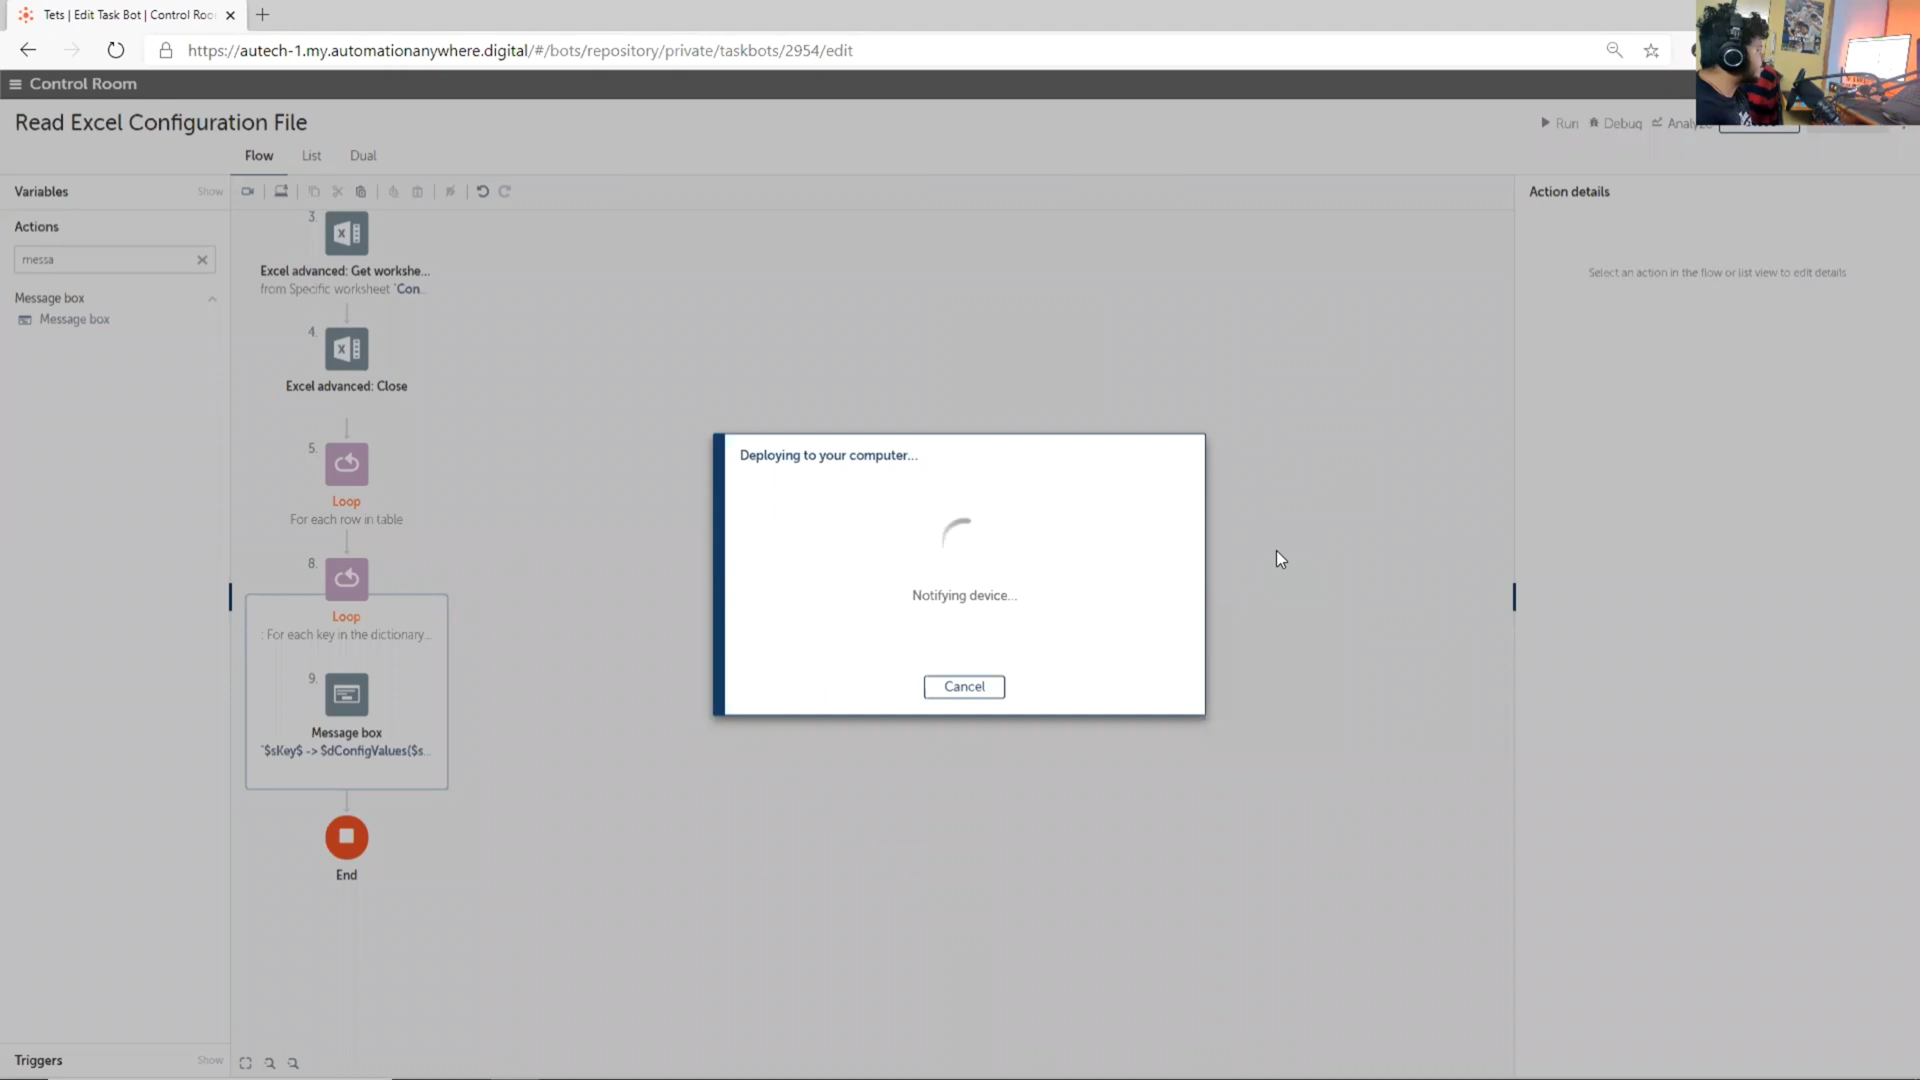 Tets | Edit Task Bot | Control Roo
https://autech-1.my.automationanywhere.digital/#/bots/repository/private/taskbots/2954/edit
Control Room
Read Excel Configuration File
Run
Debug
Analyze
Flow
List
Dual
Variables
Show
Action details
Actions
messa
Message box
Message box
3.
Excel advanced: Get workshe...
from Specific worksheet "Con...
4.
Excel advanced: Close
5.
Loop
For each row in table
8.
Loop
: For each key in the dictionary...
9.
Message box
"$sKey$ -> $dConfigValues($s...
End
Select an action in the flow or list view to edit details
Deploying to your computer...
Notifying device...
Cancel
Triggers
Show